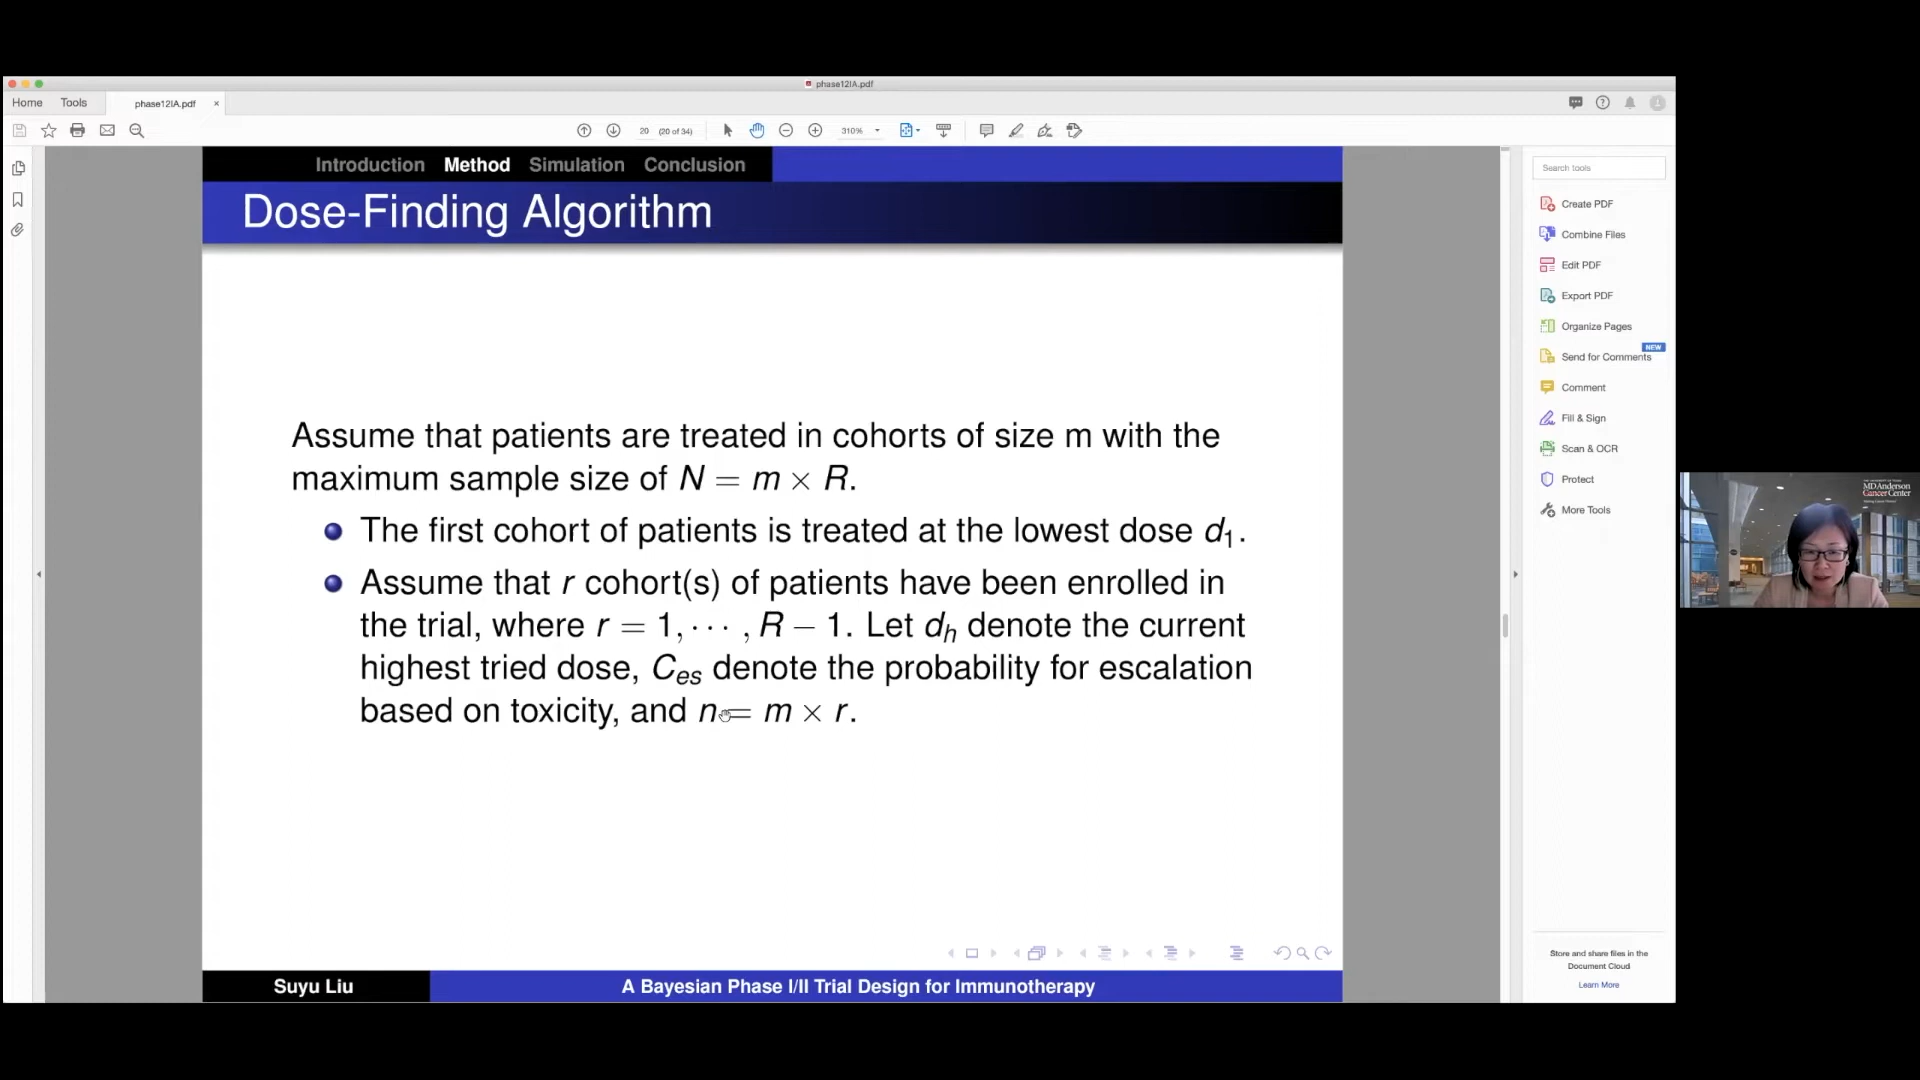 phase12IA.pdf
Home Tools phase12IA.pdf ×
20 (20 of 34) 310%
Introduction Method Simulation Conclusion
Dose-Finding Algorithm
Assume that patients are treated in cohorts of size m with the
maximum sample size of N = m × R.
The first cohort of patients is treated at the lowest dose d₁.
Assume that r cohort(s) of patients have been enrolled in
the trial, where r = 1, ··· , R − 1. Let dₕ denote the current
highest tried dose, Cₑₛ denote the probability for escalation
based on toxicity, and n = m × r.
Suyu Liu
A Bayesian Phase I/II Trial Design for Immunotherapy
Search tools
Create PDF
Combine Files
Edit PDF
Export PDF
Organize Pages
NEW
Send for Comments
Comment
Fill & Sign
Scan & OCR
Protect
More Tools
Store and share files in the
Document Cloud
Learn More
MD Anderson
Cancer Center